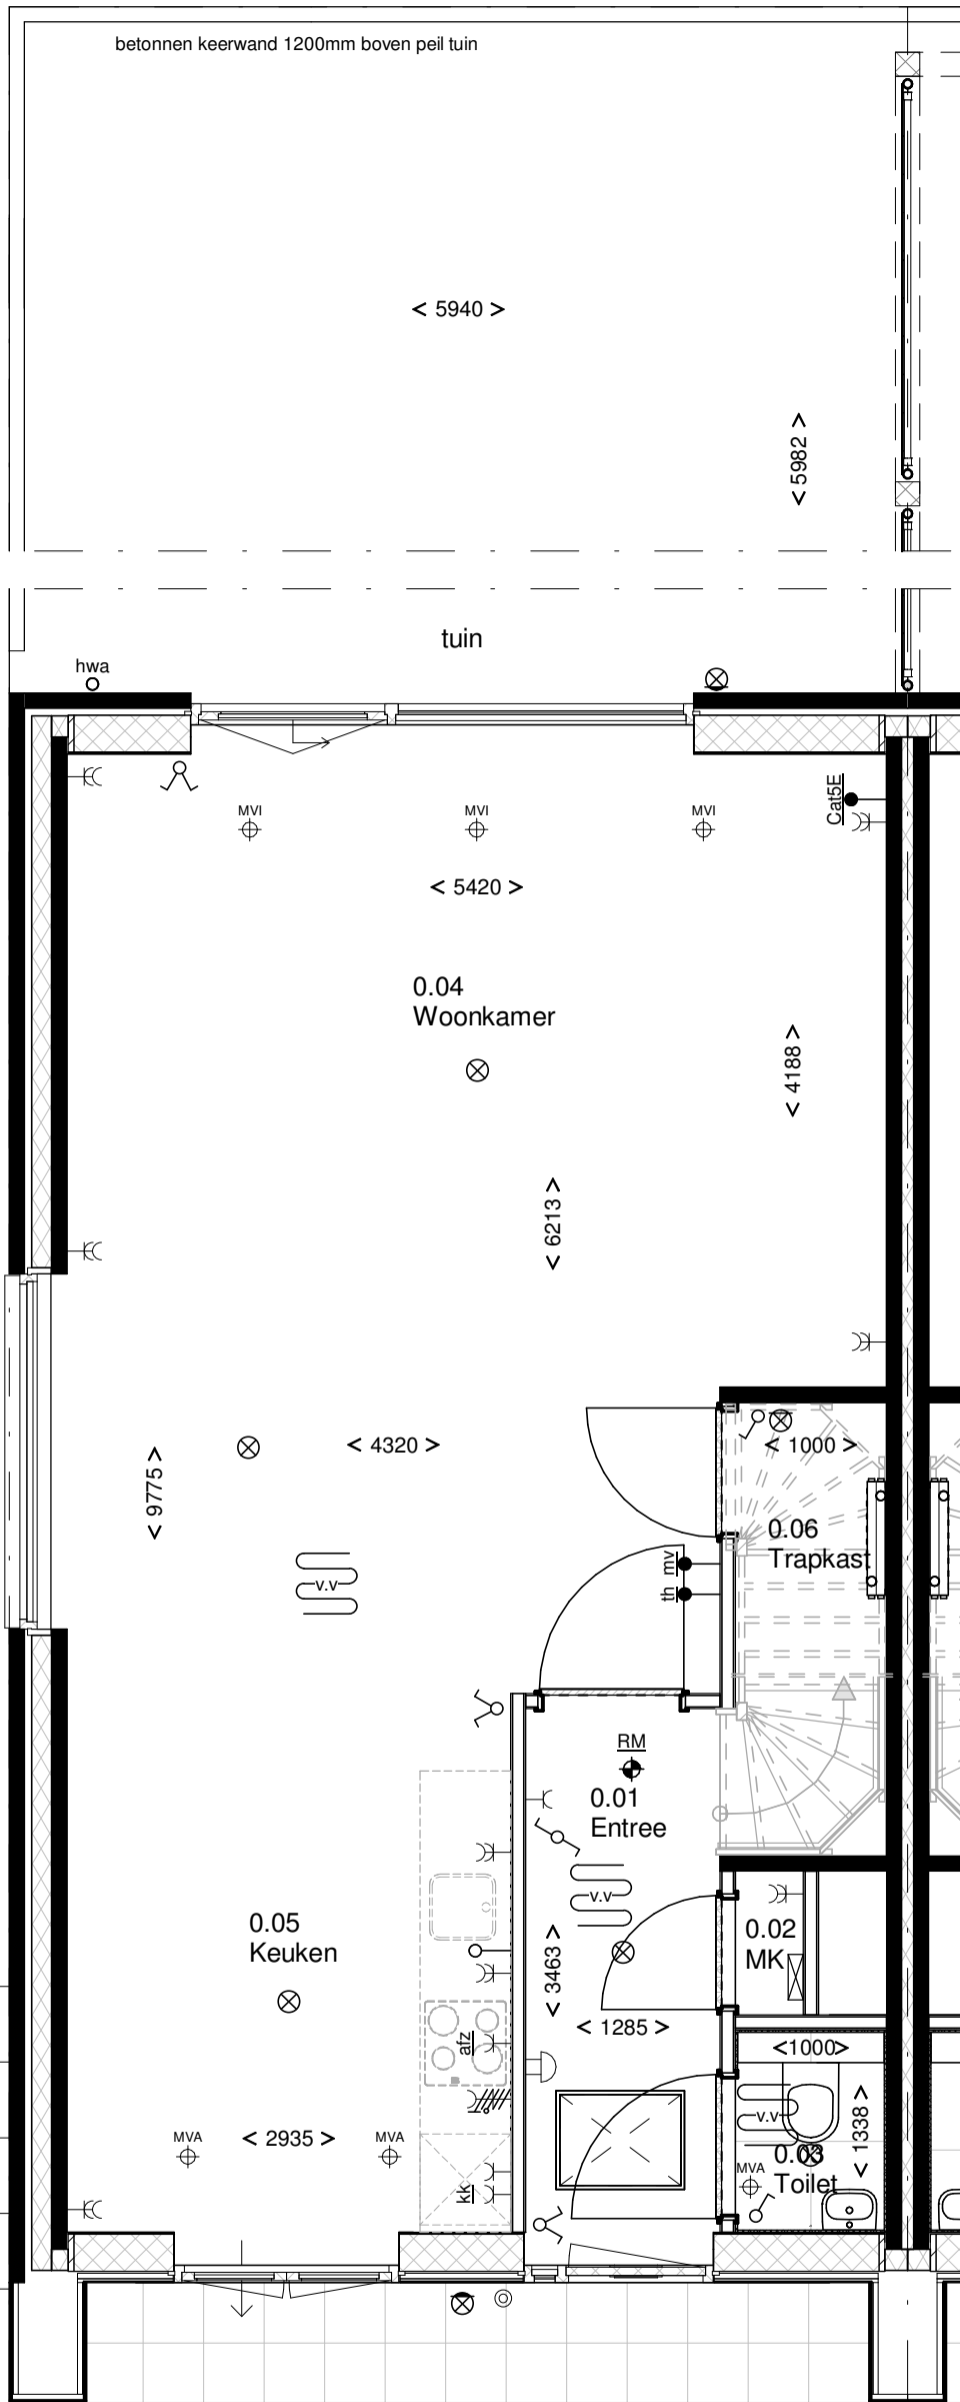 betonnen keerwand 1200mm boven peil tuin
< 5940 >
< 5982 >
tuin
hwa
Cat5E
MVI
MVI
MVI
< 5420 >
0.04
Woonkamer
< 4188 >
< 6213 >
< 4320 >
< 1000 >
< 9775 >
0.06
Trapkast
mv
th
v.v
RM
0.01
Entree
v.v
0.05
Keuken
0.02
MK
< 3463 >
< 1285 >
<1000>
afz
v.v
< 1338 >
MVA
< 2935 >
MVA
0.03
Toilet
MVA
kk